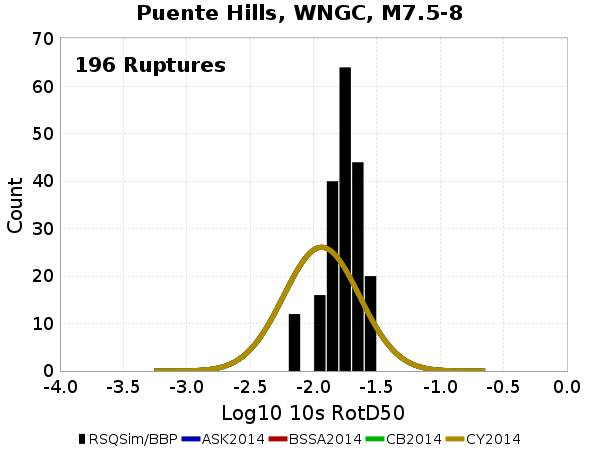 Puente Hills, WNGC, M7.5-8
196 Ruptures
Count
70
60
50
40
30
20
10
0
-4.0 -3.5 -3.0 -2.5 -2.0 -1.5 -1.0 -0.5 0.0
Log10 10s RotD50
RSQSim/BBP ASK2014 BSSA2014 CB2014 CY2014